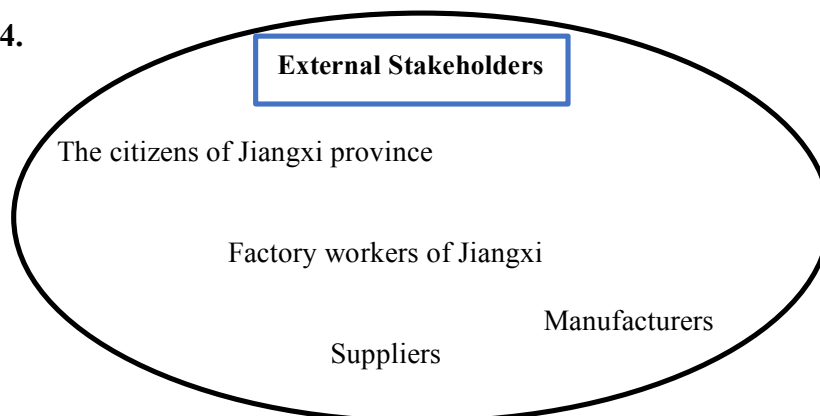 4.
External Stakeholders
The citizens of Jiangxi province
Factory workers of Jiangxi
Manufacturers
Suppliers